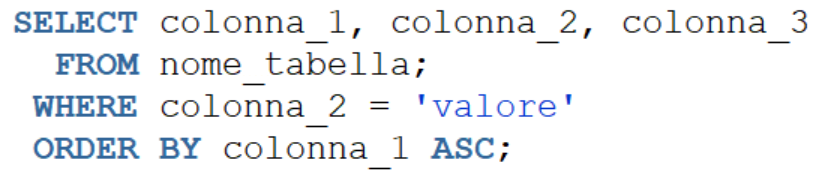 SELECT colonna_1, colonna_2, colonna_3
FROM nome_tabella;
WHERE colonna_2 = 'valore'
ORDER BY colonna_1 ASC;